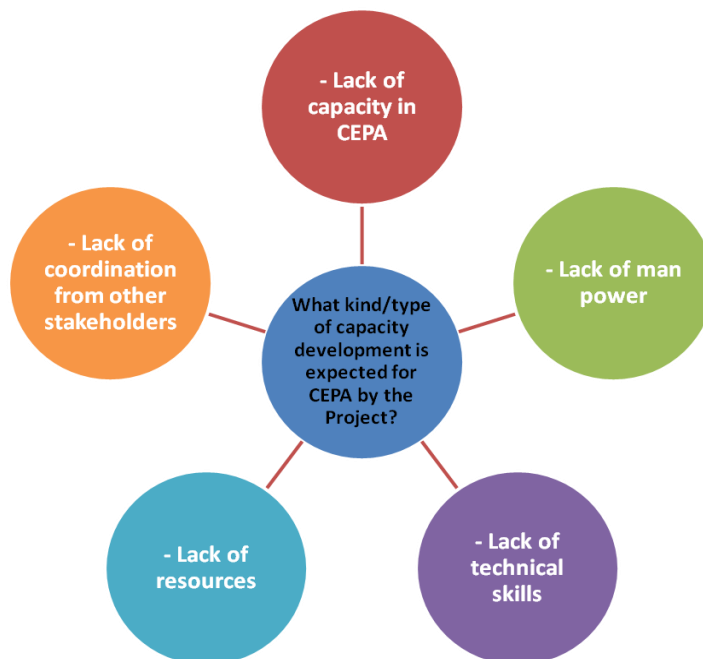 - Lack of
capacity in
CEPA
- Lack of
coordination
from other
stakeholders
- Lack of man
power
What kind/type
of capacity
development is
expected for
CEPA by the
Project?
- Lack of
resources
- Lack of
technical
skills